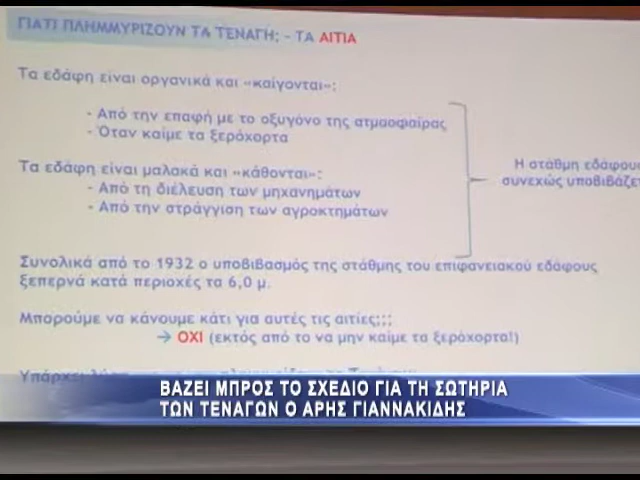 ΓΙΑΤΙ ΠΛΗΜΜΥΡΙΖΟΥΝ ΤΑ ΤΕΝΑΓΗ; - ΤΑ ΑΙΤΙΑ
Τα εδάφη είναι οργανικά και «καίγονται»:
- Από την επαφή με το οξυγόνο της ατμοσφαίρας
- Όταν καίμε τα ξερόχορτα
Τα εδάφη είναι μαλακά και «κάθονται»:
- Από τη διέλευση των μηχανημάτων
- Από την στράγγιση των αγροκτημάτων
Η στάθμη εδάφους
συνεχώς υποβιβάζετ
Συνολικά από το 1932 ο υποβιβασμός της στάθμης του επιφανειακού εδάφους
ξεπερνά κατά περιοχές τα 6,0 μ.
Μπορούμε να κάνουμε κάτι για αυτές τις αιτίες;;;
→ ΟΧΙ (εκτός από το να μην καίμε τα ξερόχορτα!)
Υπάρχει
ΒΑΖΕΙ ΜΠΡΟΣ ΤΟ ΣΧΕΔΙΟ ΓΙΑ ΤΗ ΣΩΤΗΡΙΑ
ΤΩΝ ΤΕΝΑΓΩΝ Ο ΑΡΗΣ ΓΙΑΝΝΑΚΙΔΗΣ